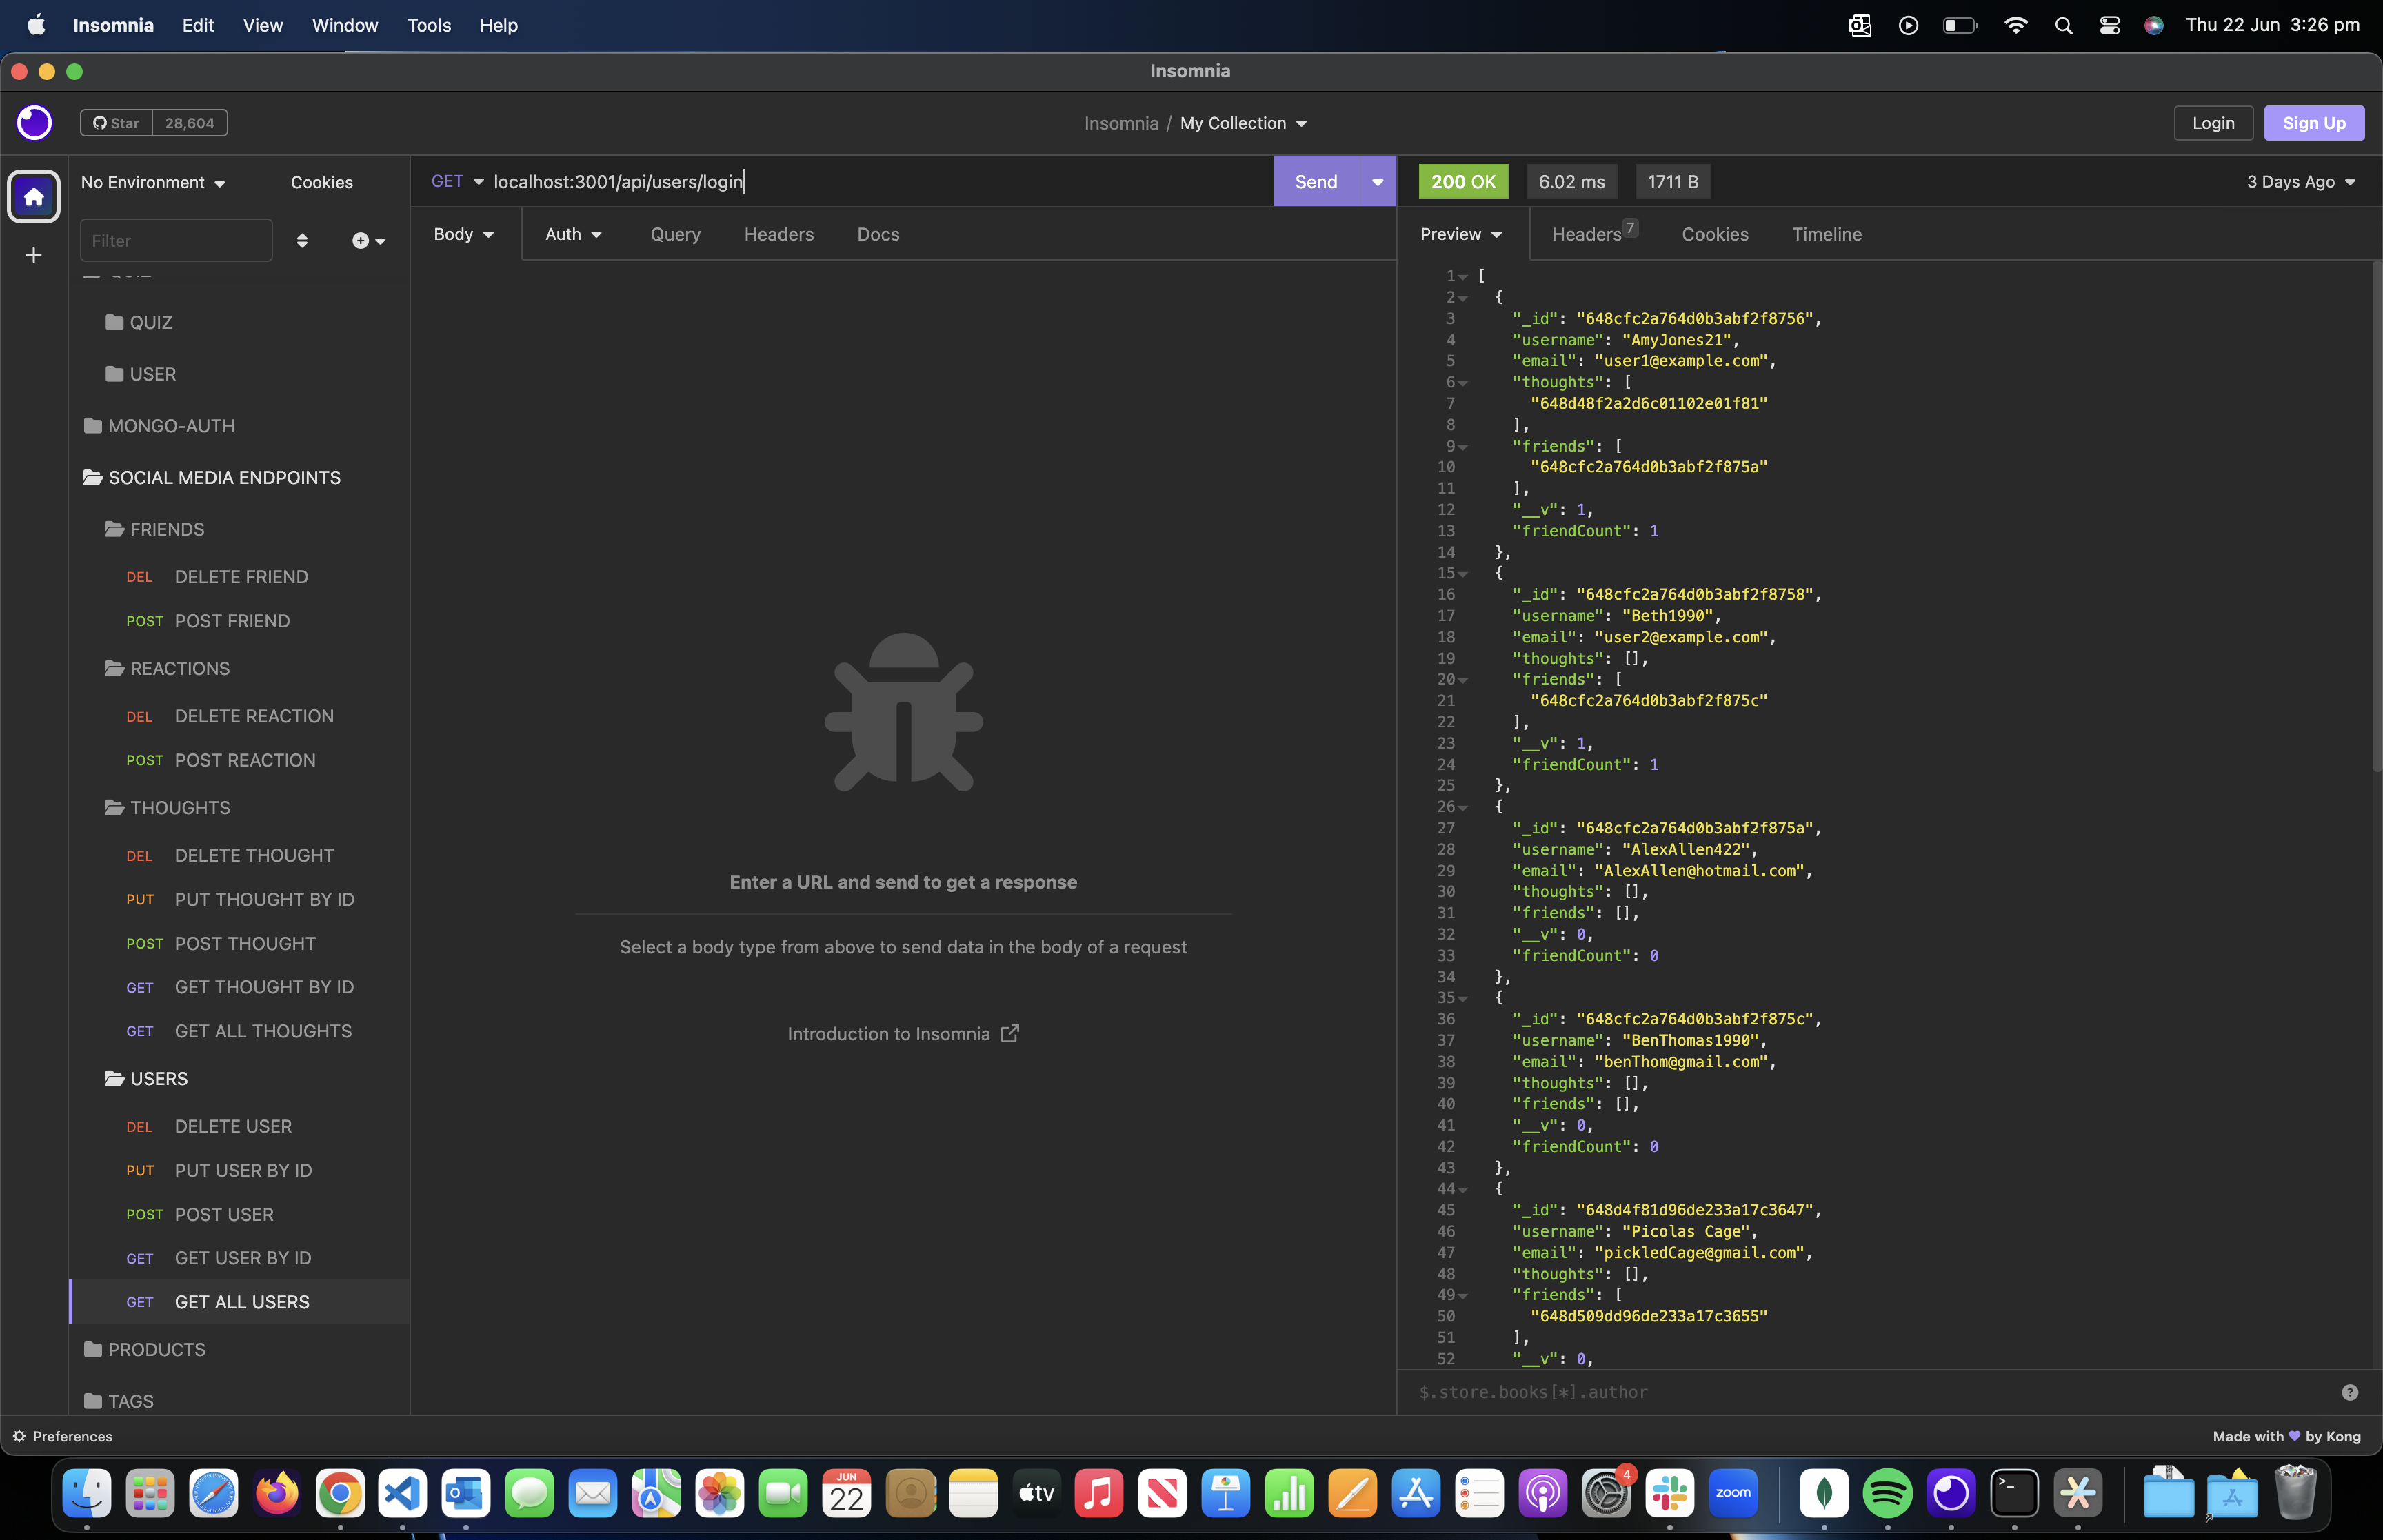 Insomnia Edit View Window Tools Help Thu 22 Jun 3:26 pm
Insomnia
Star 28,604 Insomnia / My Collection Login Sign Up
No Environment Cookies
GET localhost:3001/api/users/login Send
200 OK 6.02 ms 1711 B 3 Days Ago
Filter
Body Auth Query Headers Docs
Preview Headers 7 Cookies Timeline
QUIZ
QUIZ
USER
MONGO-AUTH
SOCIAL MEDIA ENDPOINTS
FRIENDS
DEL DELETE FRIEND
POST POST FRIEND
REACTIONS
DEL DELETE REACTION
POST POST REACTION
THOUGHTS
DEL DELETE THOUGHT
PUT PUT THOUGHT BY ID
POST POST THOUGHT
GET GET THOUGHT BY ID
GET GET ALL THOUGHTS
USERS
DEL DELETE USER
PUT PUT USER BY ID
POST POST USER
GET GET USER BY ID
GET GET ALL USERS
PRODUCTS
TAGS
Enter a URL and send to get a response
Select a body type from above to send data in the body of a request
Introduction to Insomnia
1 [
2 {
3 "_id": "648cfc2a764d0b3abf2f8756",
4 "username": "AmyJones21",
5 "email": "user1@example.com",
6 "thoughts": [
7 "648d48f2a2d6c01102e01f81"
8 ],
9 "friends": [
10 "648cfc2a764d0b3abf2f875a"
11 ],
12 "__v": 1,
13 "friendCount": 1
14 },
15 {
16 "_id": "648cfc2a764d0b3abf2f8758",
17 "username": "Beth1990",
18 "email": "user2@example.com",
19 "thoughts": [],
20 "friends": [
21 "648cfc2a764d0b3abf2f875c"
22 ],
23 "__v": 1,
24 "friendCount": 1
25 },
26 {
27 "_id": "648cfc2a764d0b3abf2f875a",
28 "username": "AlexAllen422",
29 "email": "AlexAllen@hotmail.com",
30 "thoughts": [],
31 "friends": [],
32 "__v": 0,
33 "friendCount": 0
34 },
35 {
36 "_id": "648cfc2a764d0b3abf2f875c",
37 "username": "BenThomas1990",
38 "email": "benThom@gmail.com",
39 "thoughts": [],
40 "friends": [],
41 "__v": 0,
42 "friendCount": 0
43 },
44 {
45 "_id": "648d4f81d96de233a17c3647",
46 "username": "Picolas Cage",
47 "email": "pickledCage@gmail.com",
48 "thoughts": [],
49 "friends": [
50 "648d509dd96de233a17c3655"
51 ],
52 "__v": 0,
$.store.books[*].author
Preferences
Made with ♥ by Kong
JUN
22
tv
4
zoom